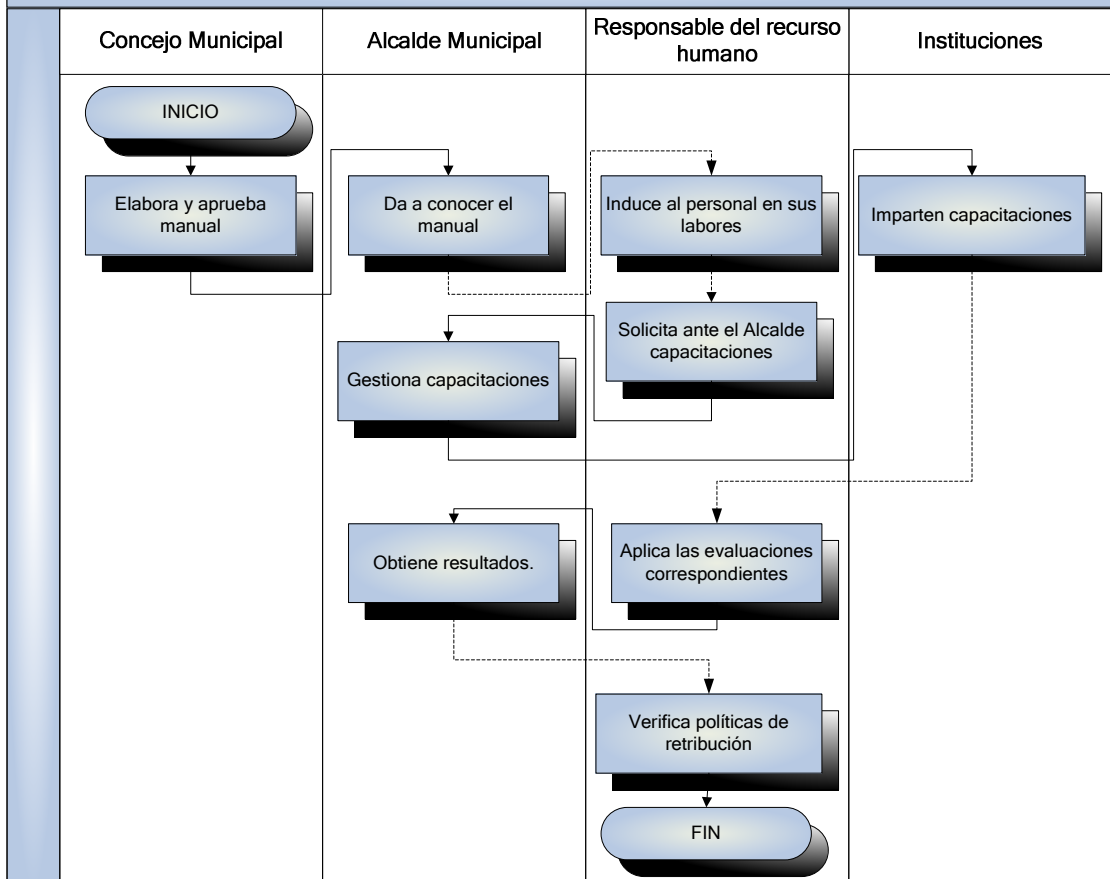 Concejo Municipal
Alcalde Municipal
Responsable del recurso
humano
Instituciones
INICIO
Elabora y aprueba
manual
Da a conocer el
manual
Induce al personal en sus
labores
Imparten capacitaciones
Solicita ante el Alcalde
capacitaciones
Gestiona capacitaciones
Obtiene resultados.
Aplica las evaluaciones
correspondientes
Verifica políticas de
retribución
FIN